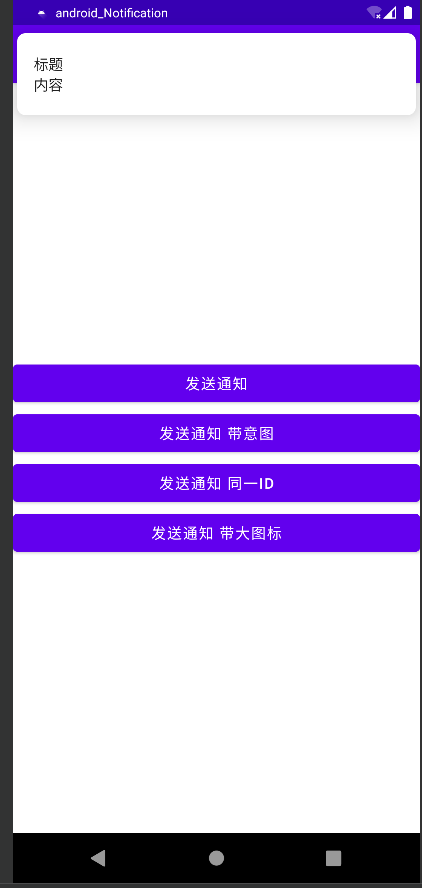 android_Notification
标题
内容
发送通知
发送通知 带意图
发送通知 同一ID
发送通知 带大图标